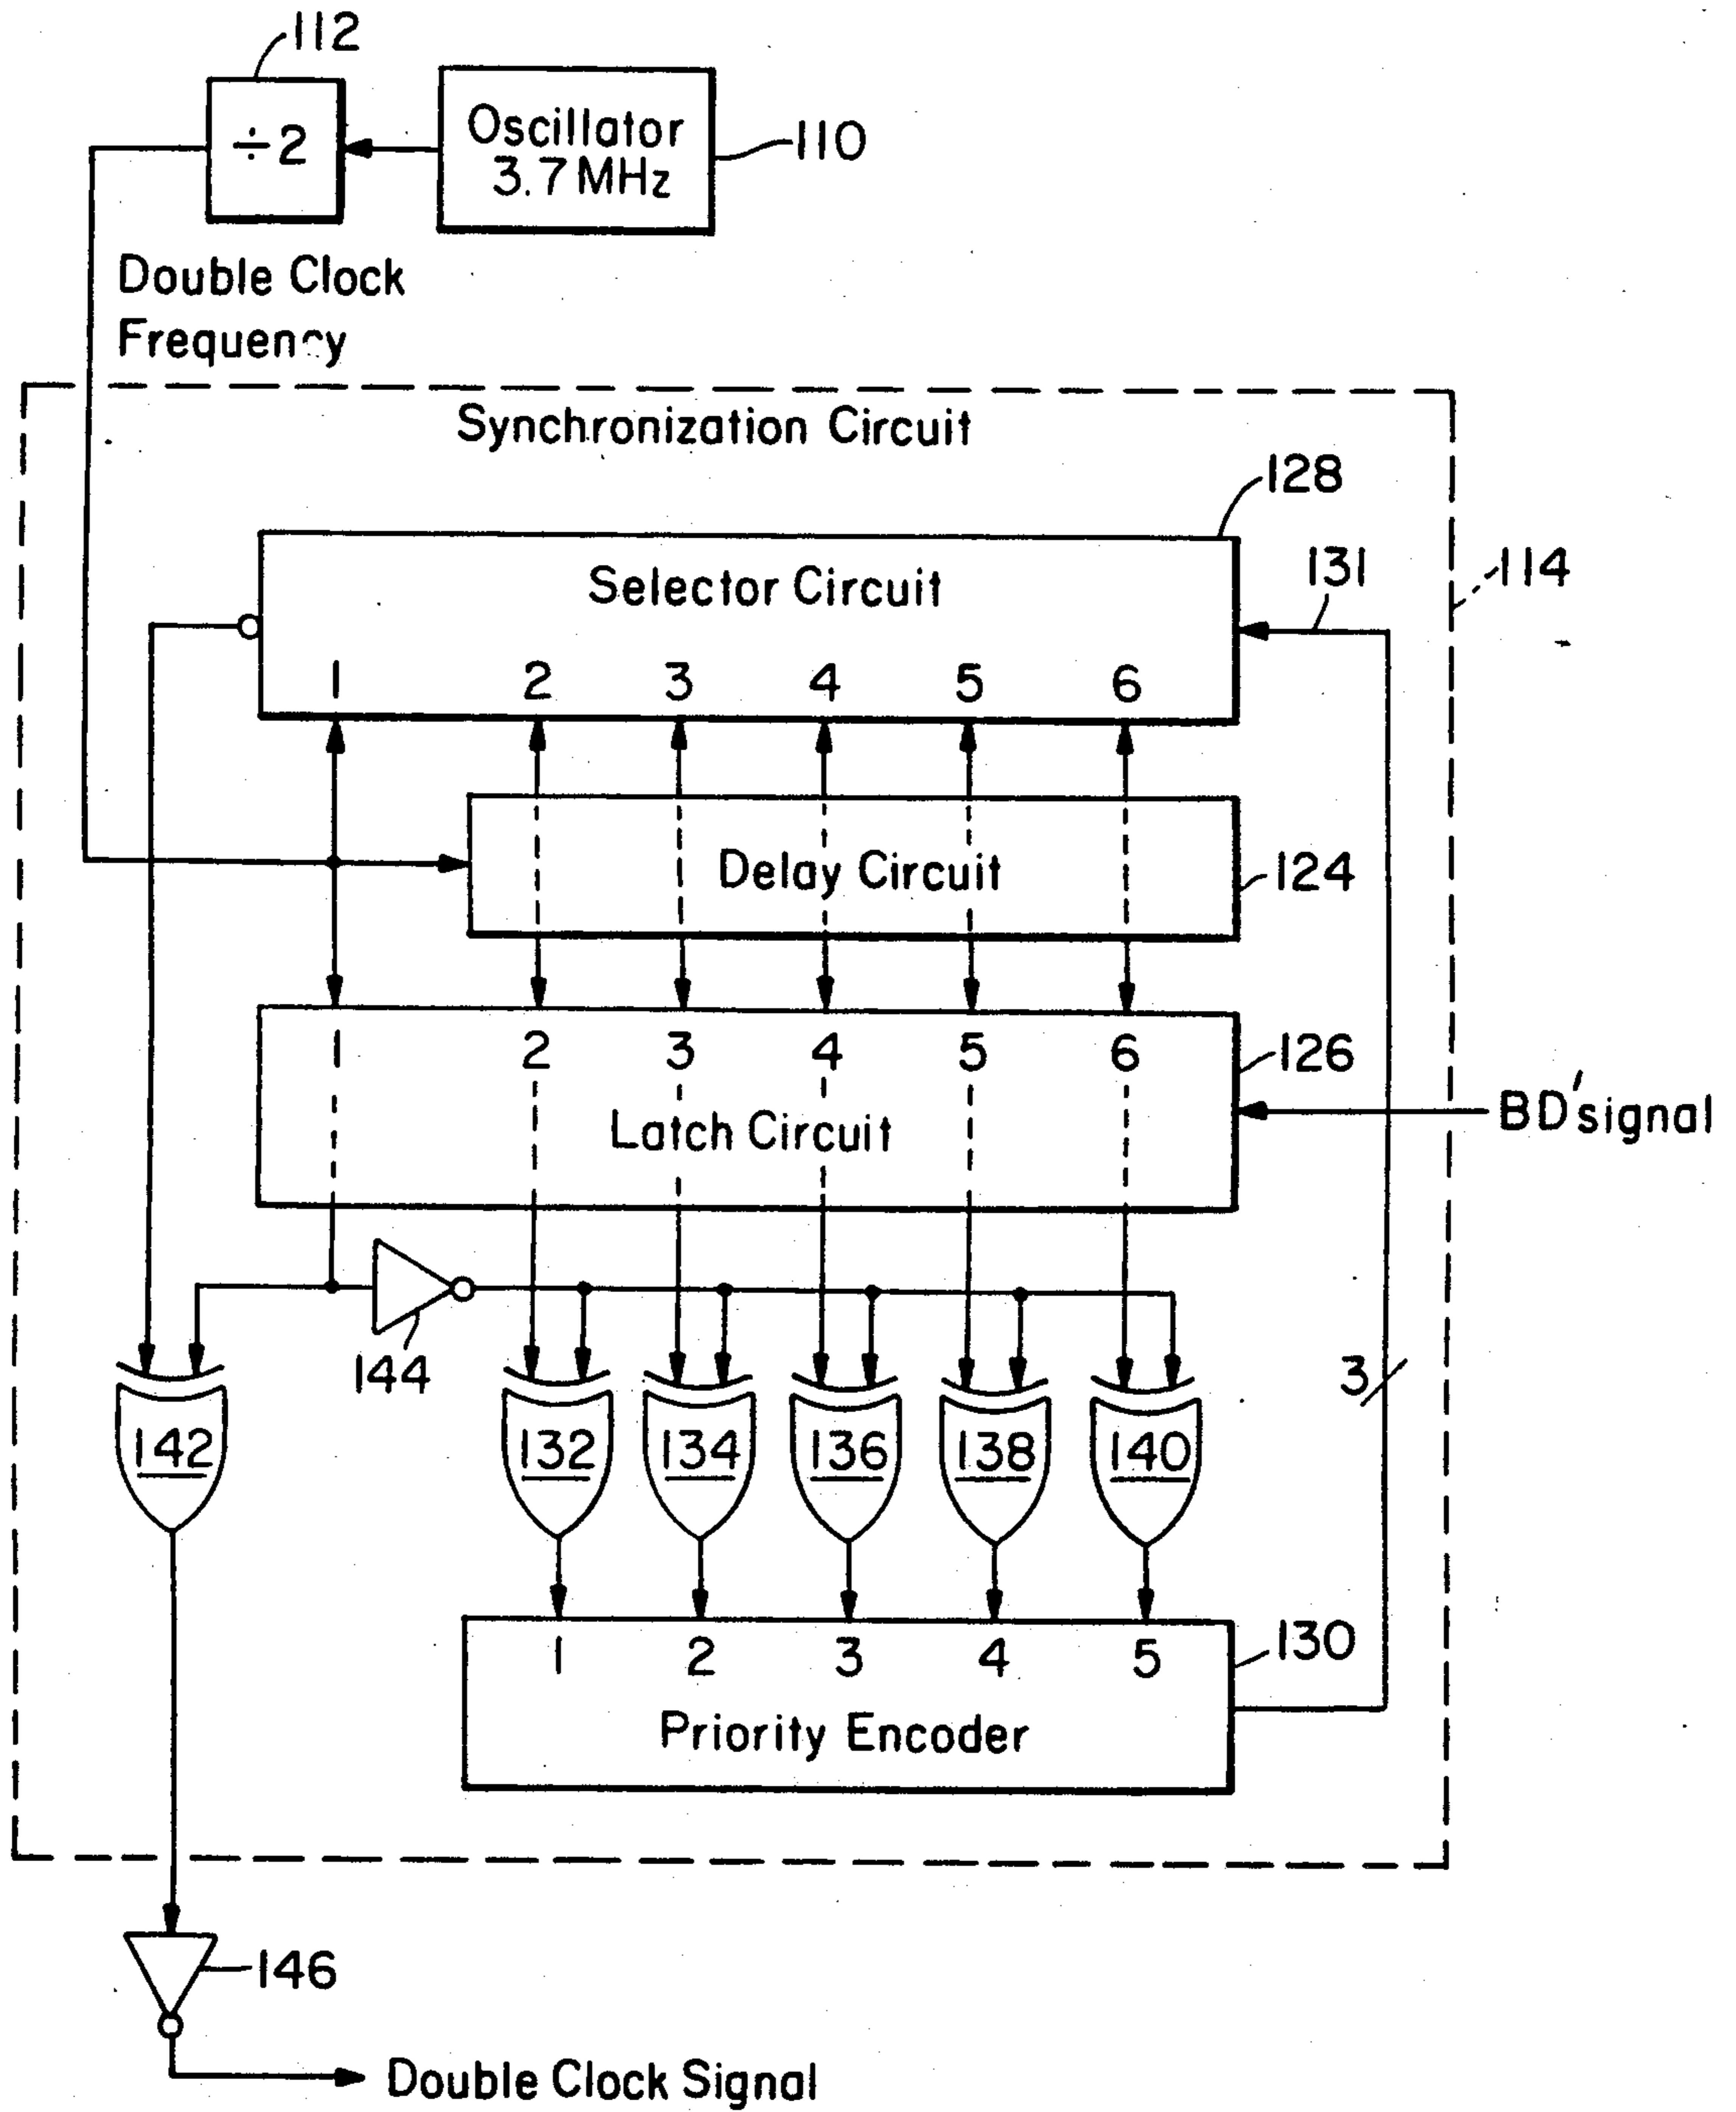 112
÷2
Oscillator
3.7 MHz
110
Double Clock
Frequency
Synchronization Circuit
128
Selector Circuit
131
114
1 2 3 4 5 6
Delay Circuit
124
1 2 3 4 5 6
126
Latch Circuit
BD' signal
144
3
142 132 134 136 138 140
1 2 3 4 5
130
Priority Encoder
146
Double Clock Signal